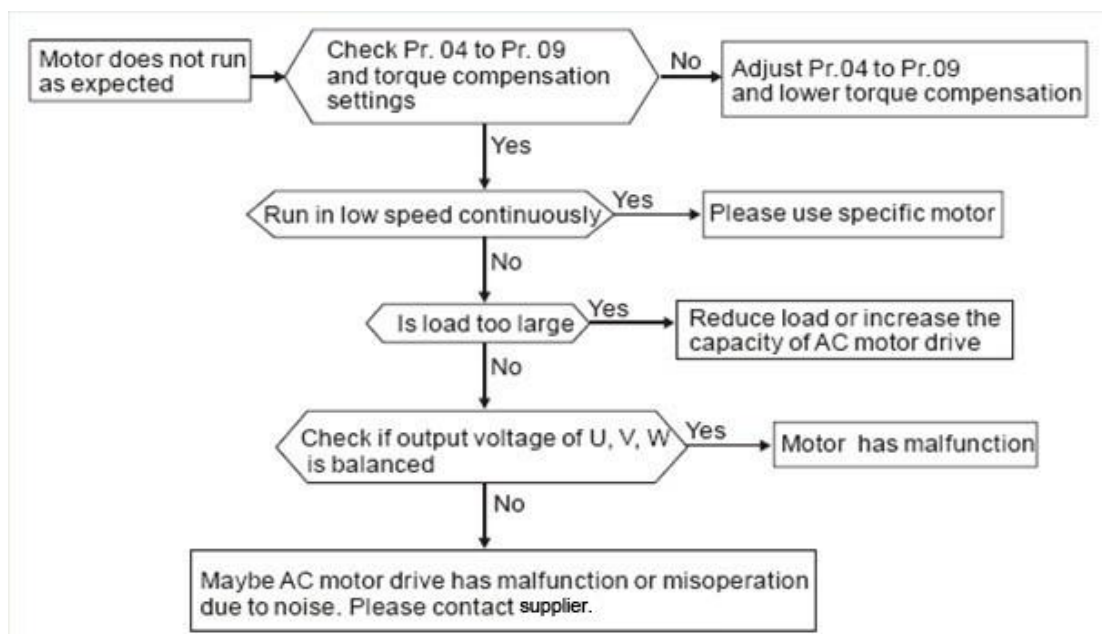 Motor does not run
as expected
Check Pr. 04 to Pr. 09
and torque compensation
settings
No
Adjust Pr.04 to Pr.09
and lower torque compensation
Yes
Run in low speed continuously
Yes
Please use specific motor
No
Is load too large
Yes
Reduce load or increase the
capacity of AC motor drive
No
Check if output voltage of U, V, W
is balanced
Yes
Motor has malfunction
No
Maybe AC motor drive has malfunction or misoperation
due to noise. Please contact supplier.